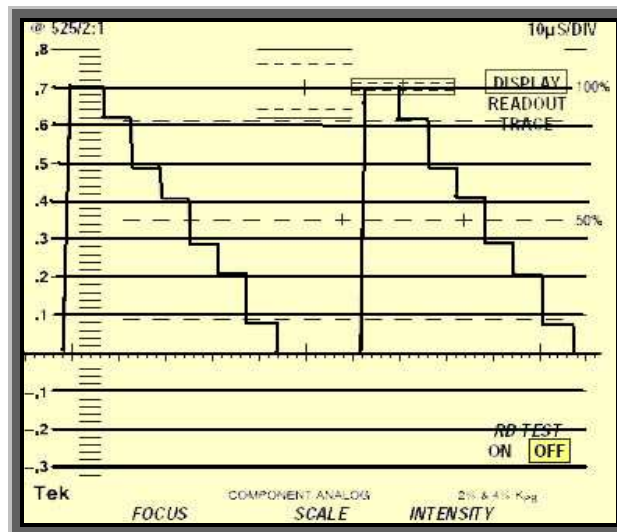 @ 525/2:1 10µS/DIV
.8
.7 DISPLAY 100%
READOUT
.6 TRACE
.5
.4
50%
.3
.2
.1
-.1
-.2 RD TEST
ON OFF
-.3
Tek COMPONENT ANALOG 2% & 4% K
FOCUS SCALE INTENSITY